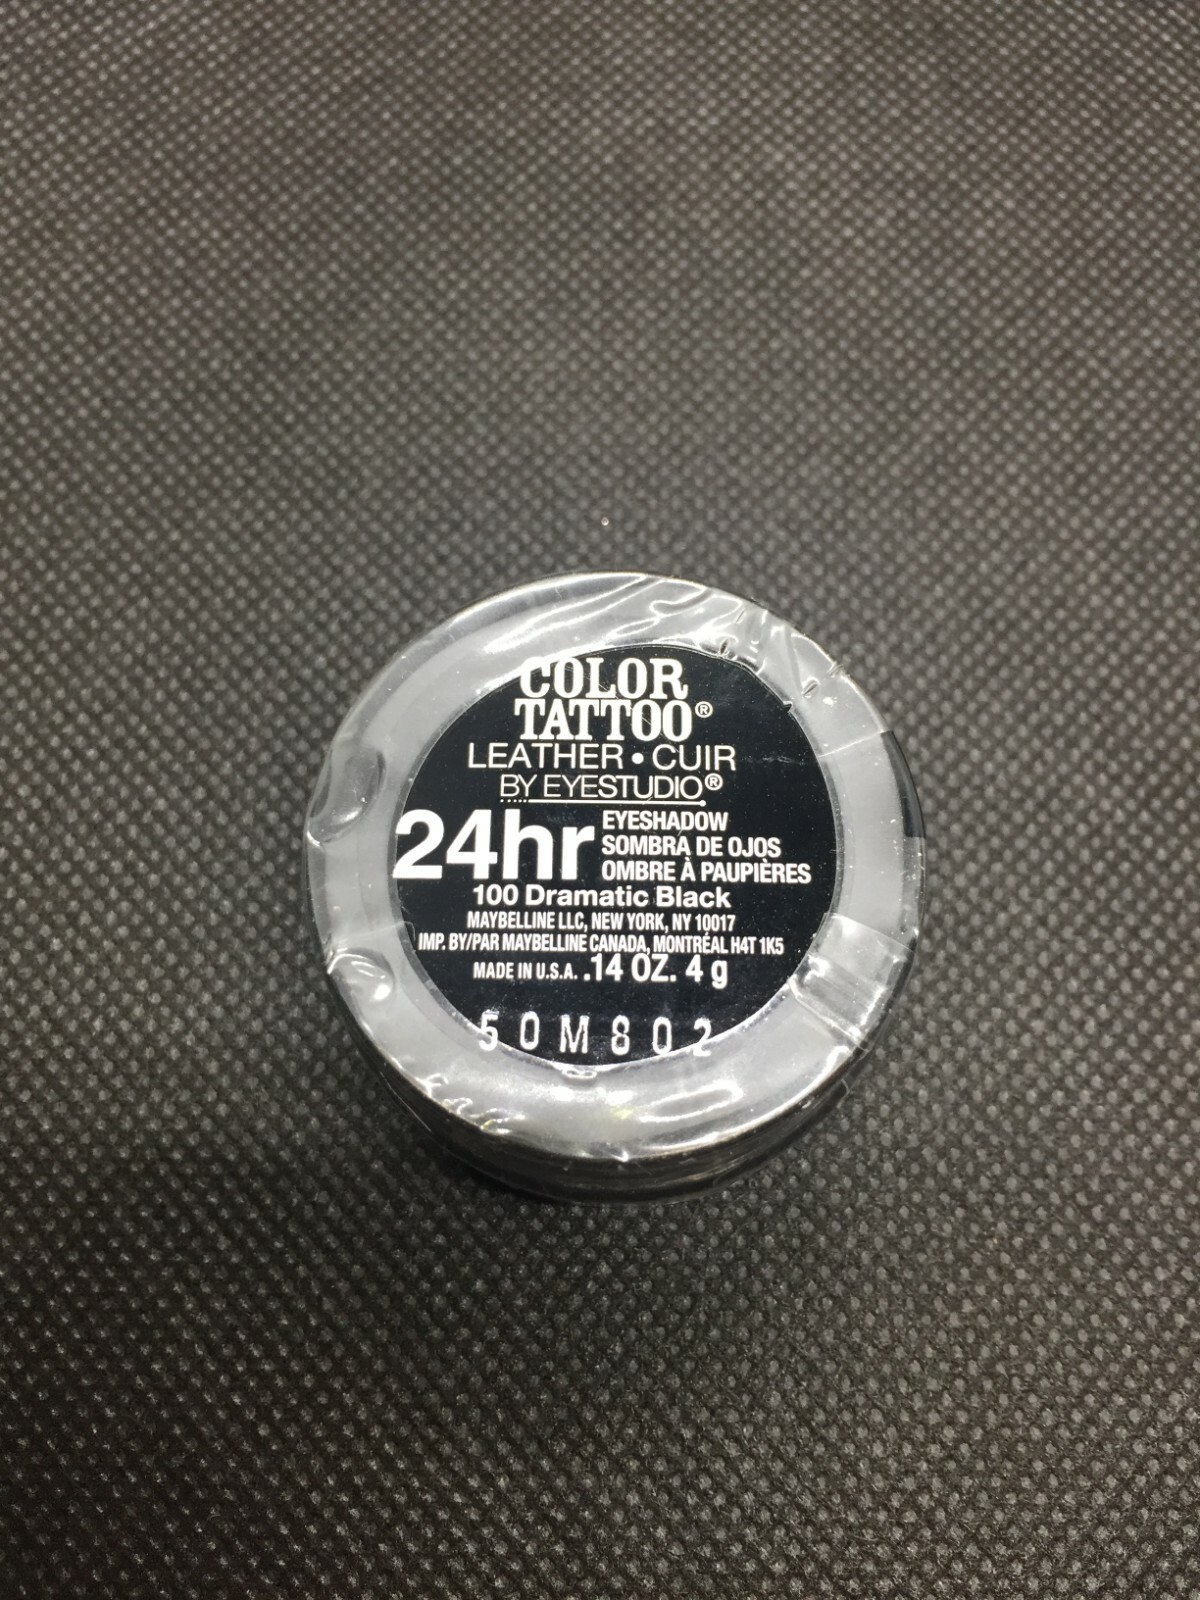 COLOR
TATTOO®
LEATHER • CUIR
BY EYESTUDIO®
24hr EYESHADOW
SOMBRA DE OJOS
OMBRE À PAUPIÈRES
100 Dramatic Black
MAYBELLINE LLC, NEW YORK, NY 10017
IMP. BY/PAR MAYBELLINE CANADA, MONTRÉAL H4T 1K5
MADE IN U.S.A. .14 OZ. 4 g
50M802